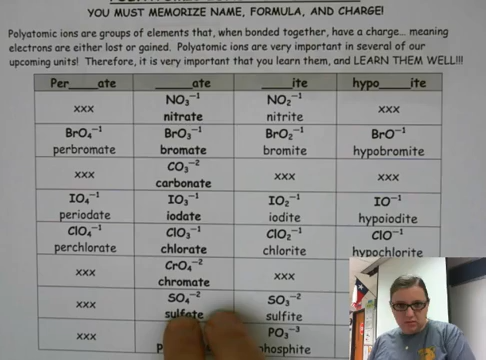 YOU MUST MEMORIZE NAME, FORMULA, AND CHARGE!
Polyatomic ions are groups of elements that, when bonded together, have a charge... meaning
electrons are either lost or gained. Polyatomic ions are very important in several of our
upcoming units! Therefore, it is very important that you learn them, and LEARN THEM WELL!!!
Per____ate ____ate ____ite hypo____ite
xxx NO₃⁻¹ nitrate NO₂⁻¹ nitrite xxx
BrO₄⁻¹ perbromate BrO₃⁻¹ bromate BrO₂⁻¹ bromite BrO⁻¹ hypobromite
xxx CO₃⁻² carbonate xxx xxx
IO₄⁻¹ periodate IO₃⁻¹ iodate IO₂⁻¹ iodite IO⁻¹ hypoiodite
ClO₄⁻¹ perchlorate ClO₃⁻¹ chlorate ClO₂⁻¹ chlorite ClO⁻¹ hypochlorite
xxx CrO₄⁻² chromate xxx
xxx SO₄⁻² sulfate SO₃⁻² sulfite
xxx PO₃⁻³ phosphite